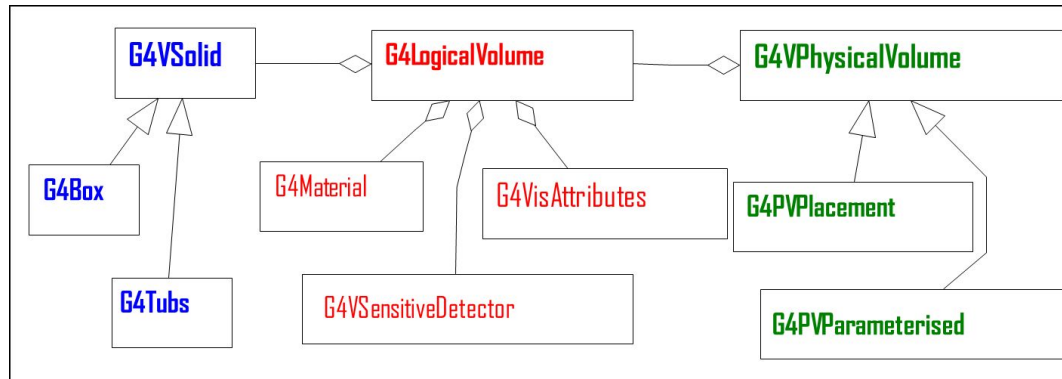 G4VSolid
G4LogicalVolume
G4VPhysicalVolume
G4Box
G4Material
G4VisAttributes
G4PVPlacement
G4Tubs
G4VSensitiveDetector
G4PVParameterised